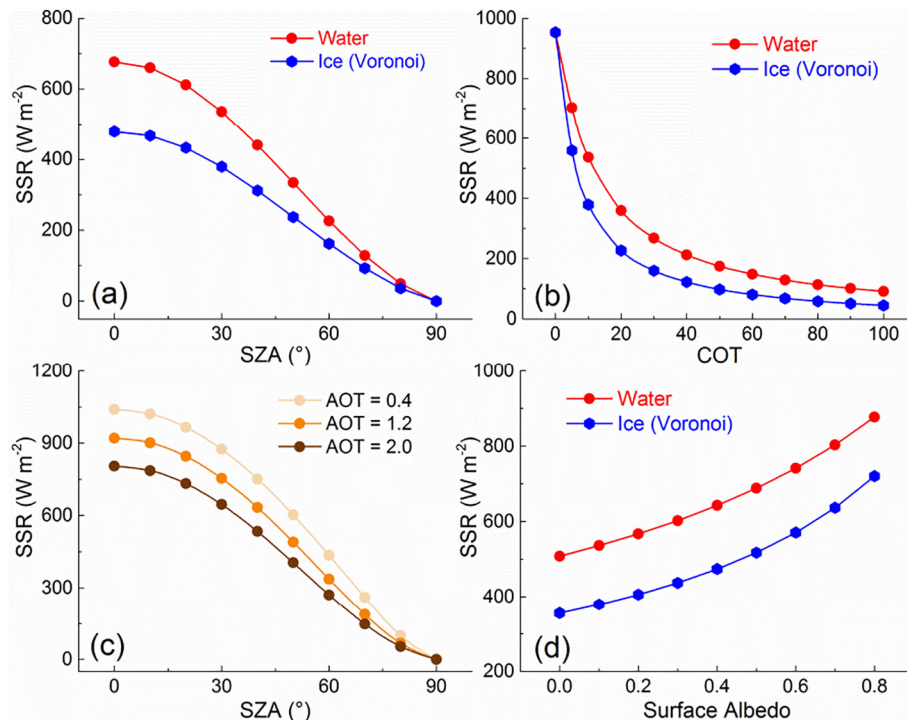 800
600
400
200
0
SSR (W m⁻²)
Water
Ice (Voronoi)
(a)
0 30 60 90
SZA (°)
1000
800
600
400
200
0
SSR (W m⁻²)
Water
Ice (Voronoi)
(b)
0 20 40 60 80 100
COT
1200
900
600
300
0
SSR (W m⁻²)
AOT = 0.4
AOT = 1.2
AOT = 2.0
(c)
0 30 60 90
SZA (°)
1000
800
600
400
200
SSR (W m⁻²)
Water
Ice (Voronoi)
(d)
0.0 0.2 0.4 0.6 0.8
Surface Albedo